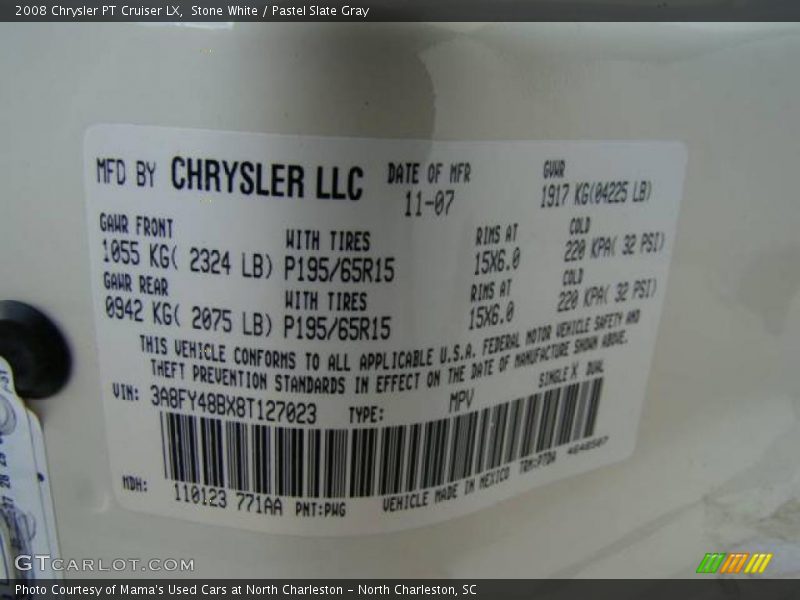 2008 Chrysler PT Cruiser LX, Stone White / Pastel Slate Gray
MFD BY CHRYSLER LLC DATE OF MFR GVWR
11-07 1917 KG(04225 LB)
GAWR FRONT WITH TIRES RIMS AT COLD
1055 KG( 2324 LB) P195/65R15 15X6.0 220 KPA( 32 PSI)
GAWR REAR WITH TIRES RIMS AT COLD
0942 KG( 2075 LB) P195/65R15 15X6.0 220 KPA( 32 PSI)
THIS VEHICLE CONFORMS TO ALL APPLICABLE U.S.A. FEDERAL MOTOR VEHICLE SAFETY AND
THEFT PREVENTION STANDARDS IN EFFECT ON THE DATE OF MANUFACTURE SHOWN ABOVE.
VIN: 3A8FY48BX8T127023 TYPE: MPV SINGLE X DUAL
MDH: 110123 771AA PNT:PWG VEHICLE MADE IN MEXICO
GTCARLOT.COM
Photo Courtesy of Mama's Used Cars at North Charleston - North Charleston, SC